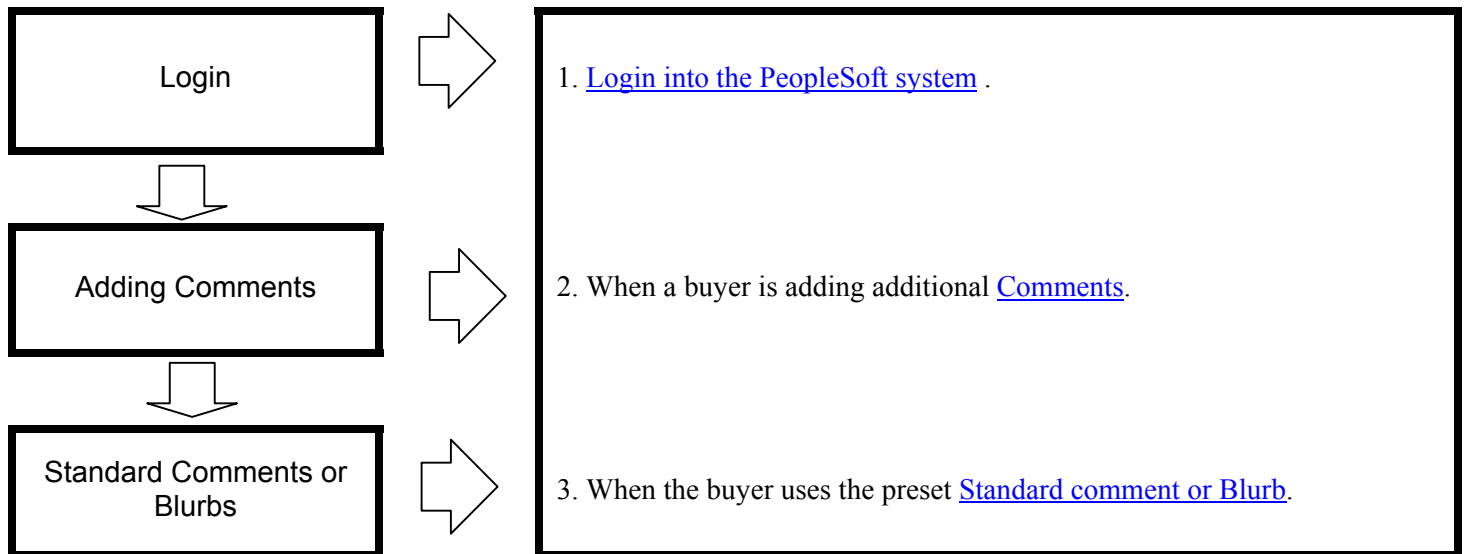 Login
1. Login into the PeopleSoft system .
Adding Comments
2. When a buyer is adding additional Comments.
Standard Comments or
Blurbs
3. When the buyer uses the preset Standard comment or Blurb.